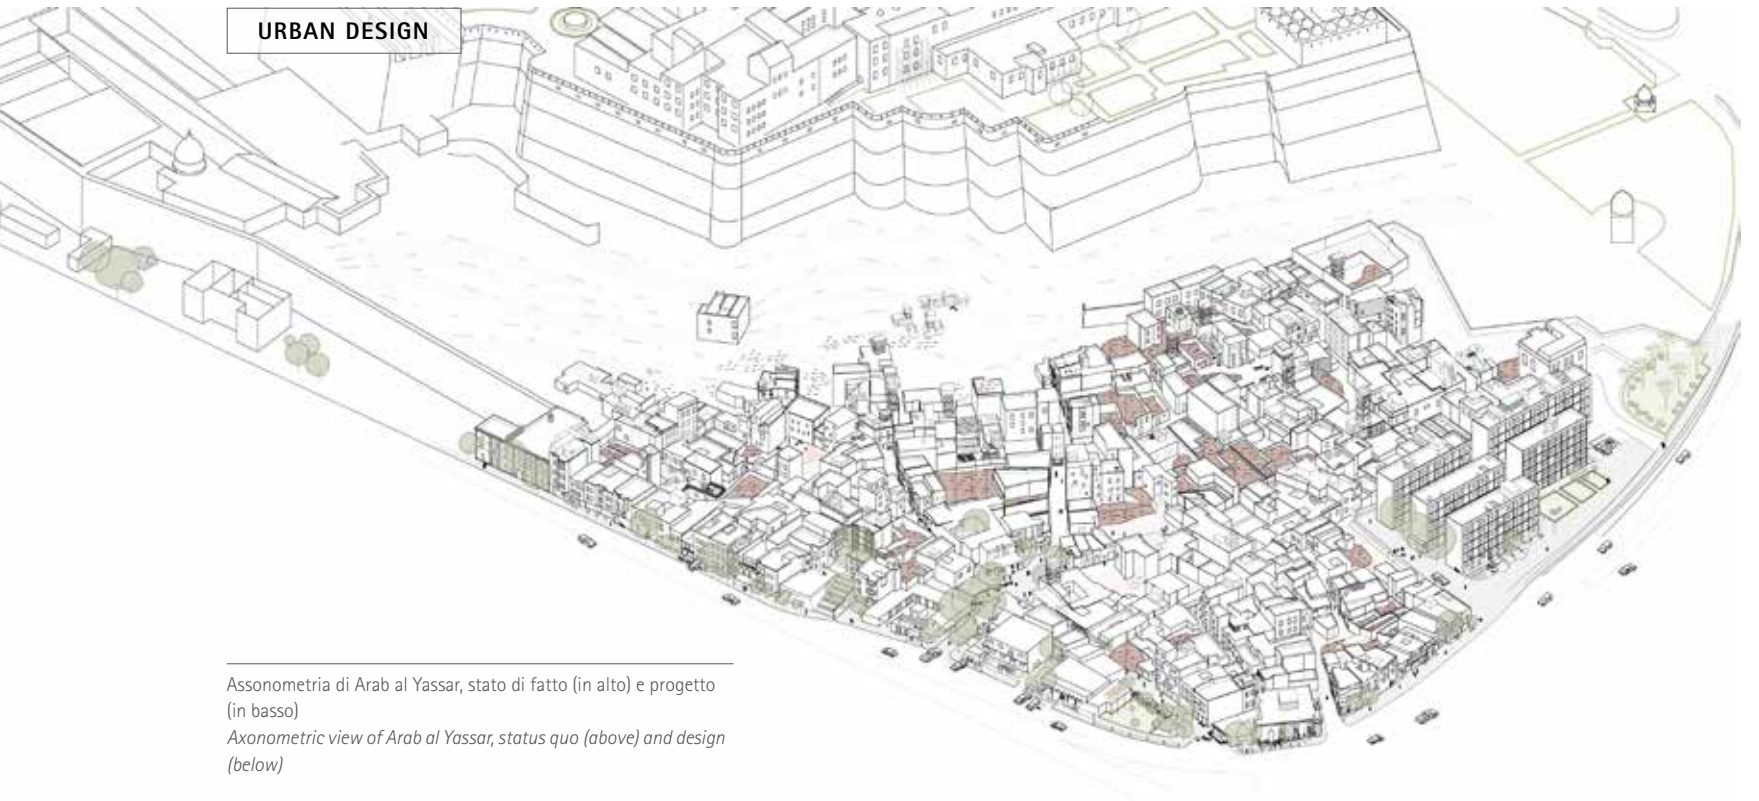 URBAN DESIGN
Assonometria di Arab al Yassar, stato di fatto (in alto) e progetto
(in basso)
Axonometric view of Arab al Yassar, status quo (above) and design
(below)